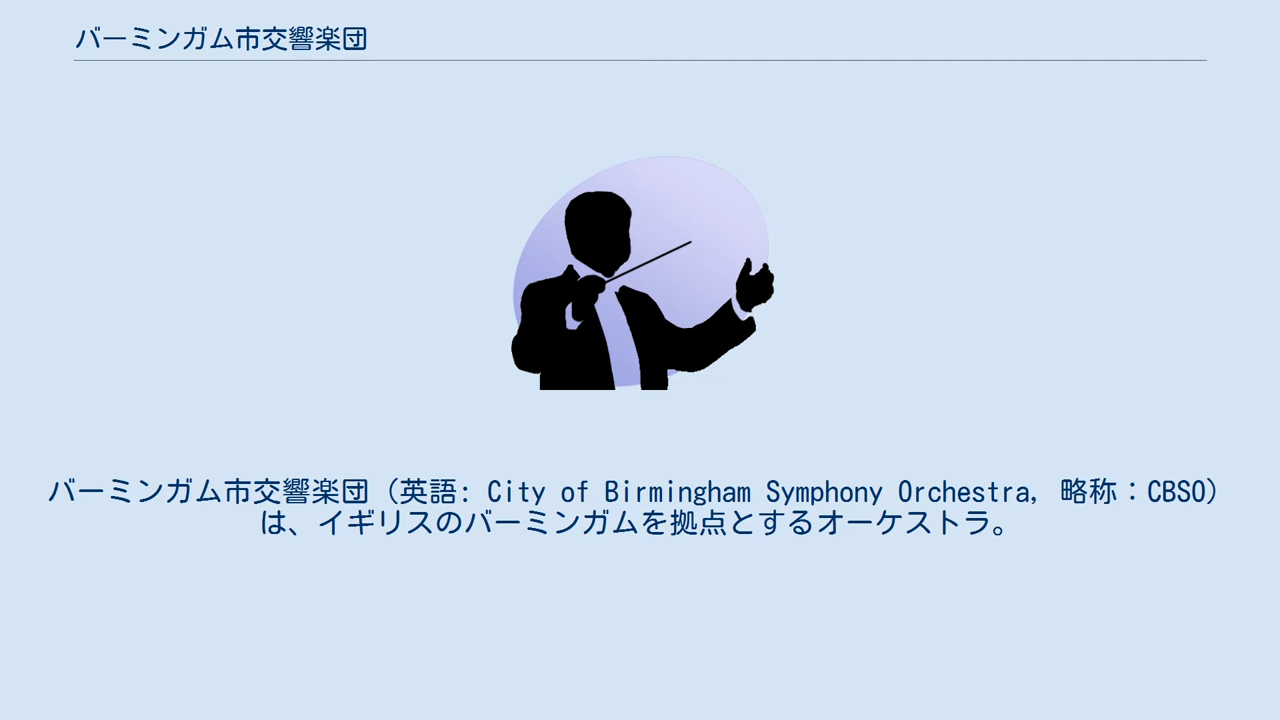 バーミンガム市交響楽団
バーミンガム市交響楽団（英語: City of Birmingham Symphony Orchestra, 略称：CBSO）
は、イギリスのバーミンガムを拠点とするオーケストラ。